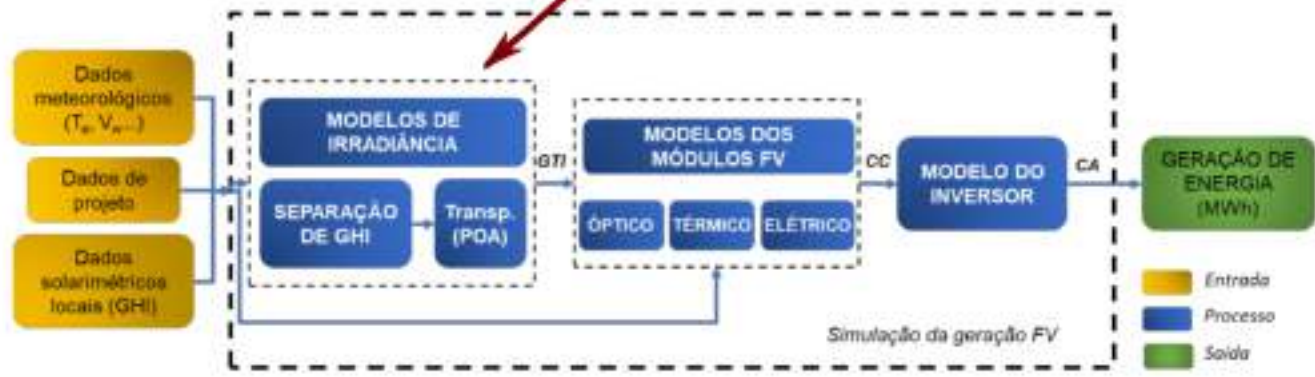 Dados
meteorológicos
(Tₐ, Vw...)
Dados de
projeto
Dados
solarimétricos
locais (GHI)
MODELOS DE
IRRADIÂNCIA
SEPARAÇÃO
DE GHI
Transp.
(POA)
GTI
MODELOS DOS
MÓDULOS FV
ÓPTICO
TÉRMICO
ELÉTRICO
CC
MODELO DO
INVERSOR
CA
GERAÇÃO DE
ENERGIA
(MWh)
Simulação da geração FV
Entrada
Processo
Saída